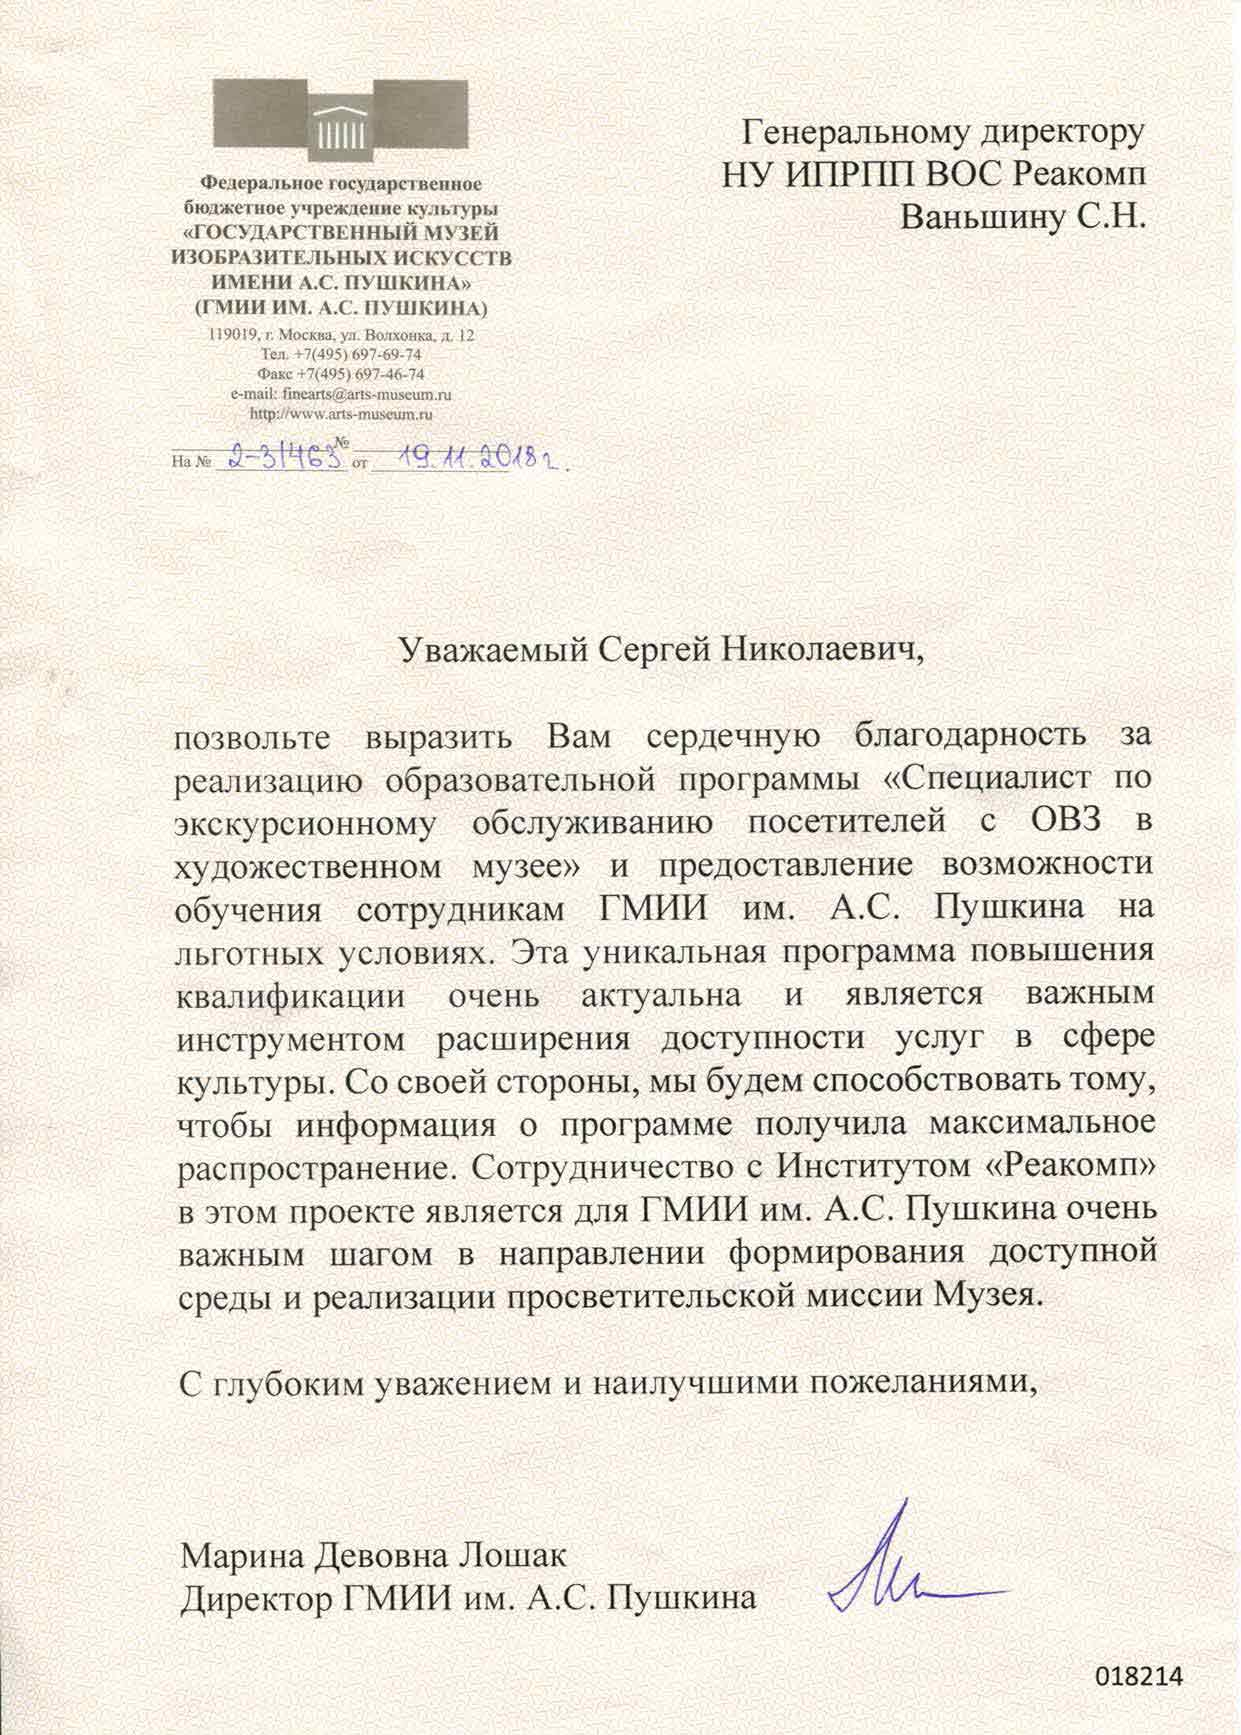 Федеральное государственное
бюджетное учреждение культуры
«ГОСУДАРСТВЕННЫЙ МУЗЕЙ
ИЗОБРАЗИТЕЛЬНЫХ ИСКУССТВ
ИМЕНИ А.С. ПУШКИНА»
(ГМИИ ИМ. А.С. ПУШКИНА)
119019, г. Москва, ул. Волхонка, д. 12
Тел. +7(495) 697-69-74
Факс +7(495) 697-46-74
e-mail: finearts@arts-museum.ru
http://www.arts-museum.ru
№
На № 2-3/463 от 19.11.2018г.
Генеральному директору
НУ ИПРПП ВОС Реакомп
Ваньшину С.Н.
Уважаемый Сергей Николаевич,
позвольте выразить Вам сердечную благодарность за
реализацию образовательной программы «Специалист по
экскурсионному обслуживанию посетителей с ОВЗ в
художественном музее» и предоставление возможности
обучения сотрудникам ГМИИ им. А.С. Пушкина на
льготных условиях. Эта уникальная программа повышения
квалификации очень актуальна и является важным
инструментом расширения доступности услуг в сфере
культуры. Со своей стороны, мы будем способствовать тому,
чтобы информация о программе получила максимальное
распространение. Сотрудничество с Институтом «Реакомп»
в этом проекте является для ГМИИ им. А.С. Пушкина очень
важным шагом в направлении формирования доступной
среды и реализации просветительской миссии Музея.
С глубоким уважением и наилучшими пожеланиями,
Марина Девовна Лошак
Директор ГМИИ им. А.С. Пушкина
018214